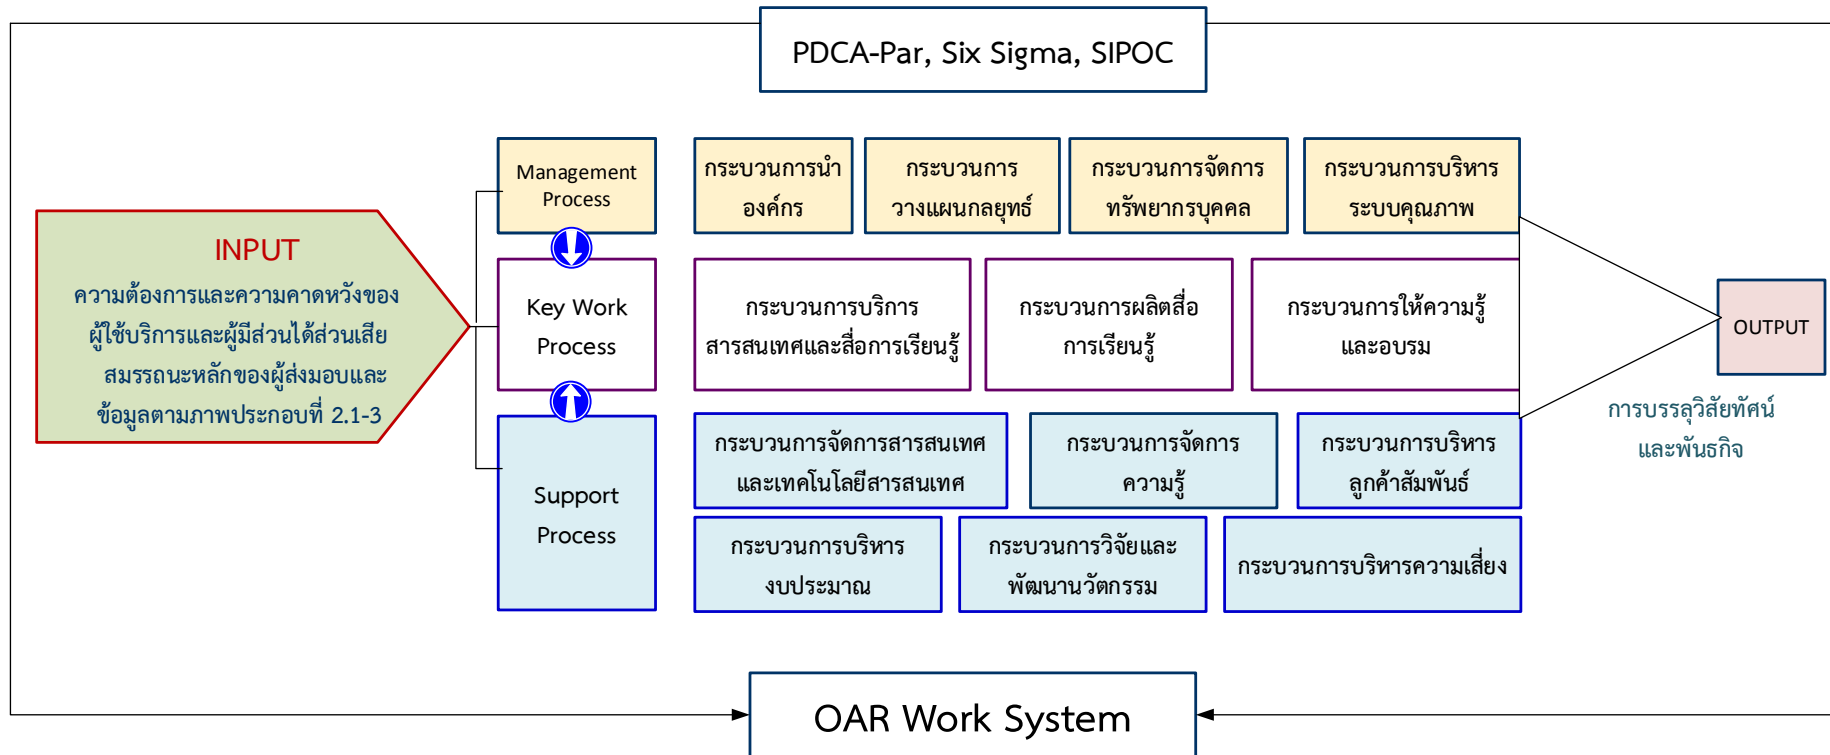 PDCA-Par, Six Sigma, SIPOC
INPUT
ความต้องการและความคาดหวังของ
ผู้ใช้บริการและผู้มีส่วนได้ส่วนเสีย
สมรรถนะหลักของผู้ส่งมอบและ
ข้อมูลตามภาพประกอบที่ 2.1-3
Management
Process
กระบวนการนำ
องค์กร
กระบวนการ
วางแผนกลยุทธ์
กระบวนการจัดการ
ทรัพยากรบุคคล
กระบวนการบริหาร
ระบบคุณภาพ
Key Work
Process
กระบวนการบริการ
สารสนเทศและสื่อการเรียนรู้
กระบวนการผลิตสื่อ
การเรียนรู้
กระบวนการให้ความรู้
และอบรม
Support
Process
กระบวนการจัดการสารสนเทศ
และเทคโนโลยีสารสนเทศ
กระบวนการจัดการ
ความรู้
กระบวนการบริหาร
ลูกค้าสัมพันธ์
กระบวนการบริหาร
งบประมาณ
กระบวนการวิจัยและ
พัฒนานวัตกรรม
กระบวนการบริหารความเสี่ยง
OUTPUT
การบรรลุวิสัยทัศน์
และพันธกิจ
OAR Work System